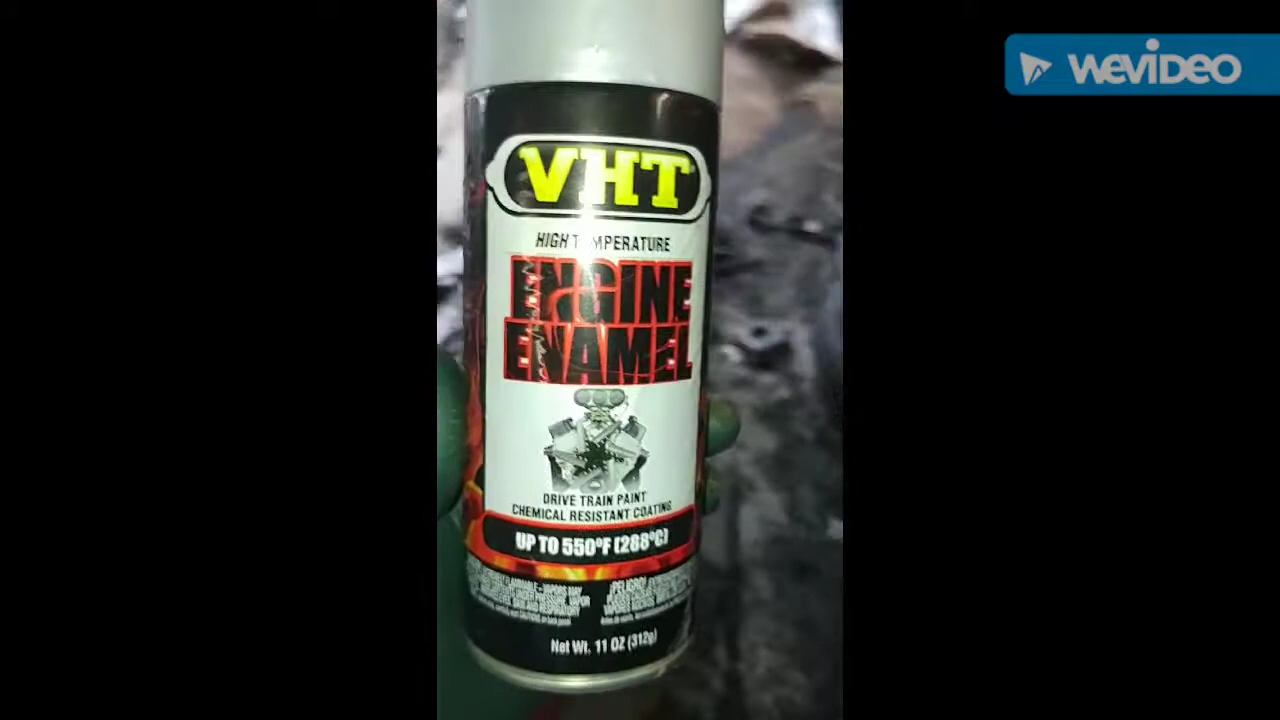 WEVIDEO
VHT
HIGH TEMPERATURE
ENGINE
ENAMEL
DRIVE TRAIN PAINT
CHEMICAL RESISTANT COATING
UP TO 550°F (288°C)
¡PELIGRO!
Net Wt. 11 OZ (312g)